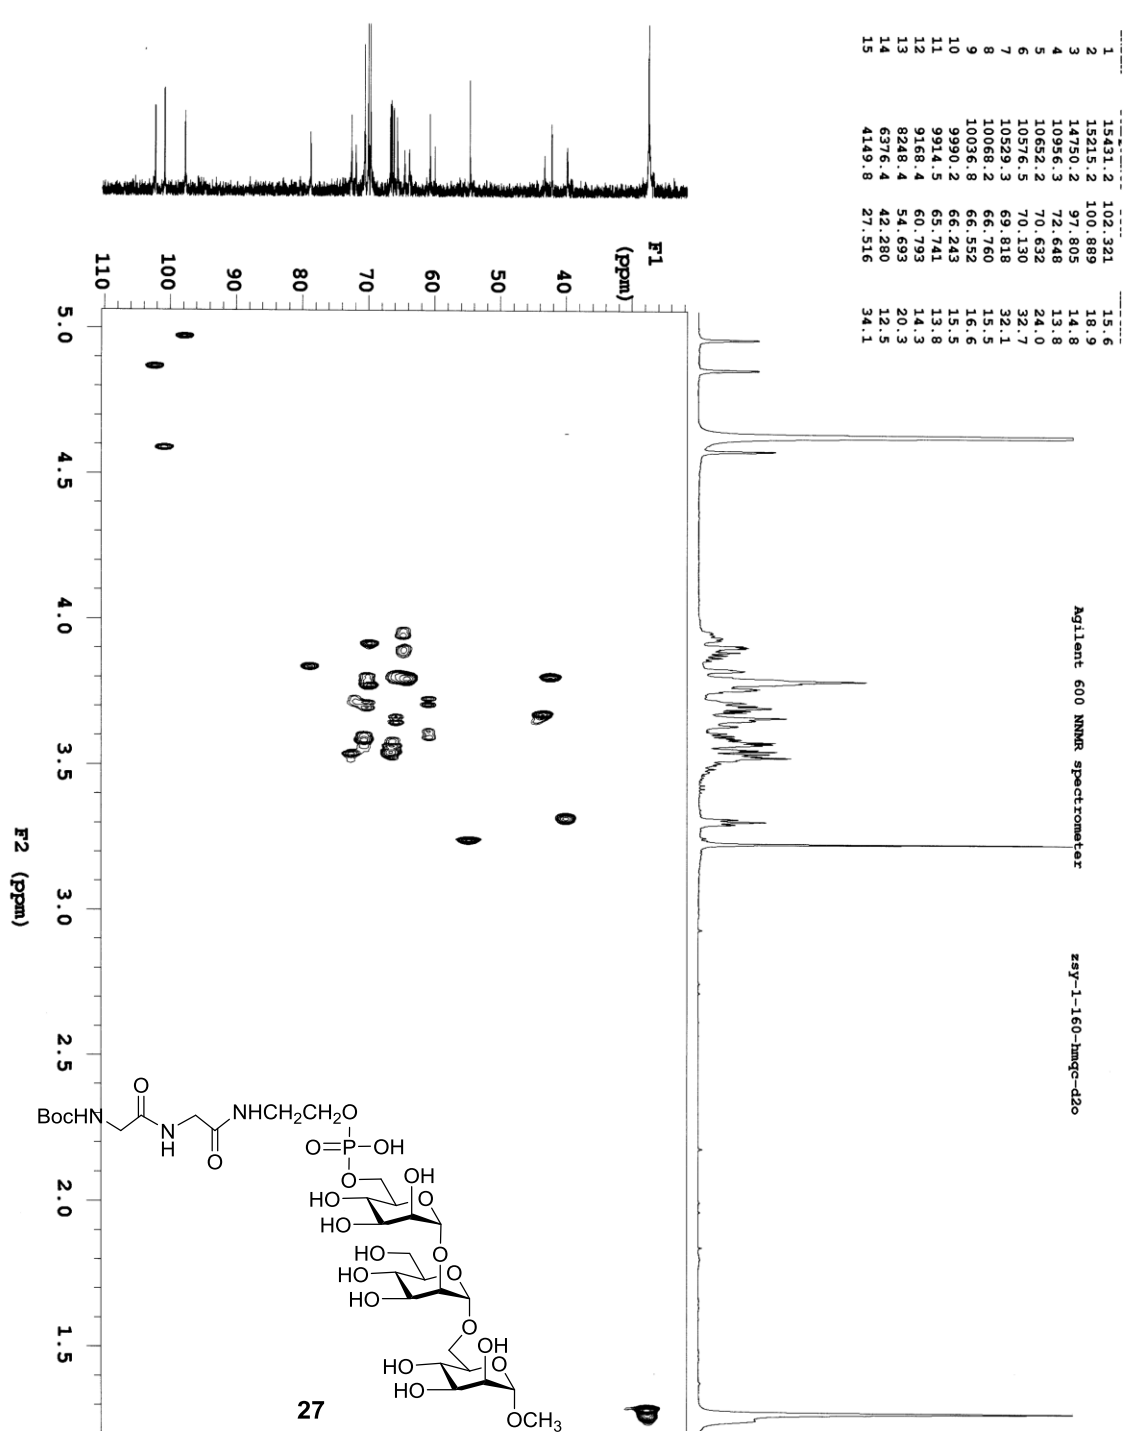 1 15431.2 102.321 15.6
2 15215.2 100.889 18.9
3 14750.2 97.805 14.8
4 10956.3 72.648 13.8
5 10652.2 70.632 24.0
6 10576.5 70.130 32.7
7 10529.3 69.818 32.1
8 10068.2 66.760 15.5
9 10036.8 66.552 16.6
10 9990.2 66.243 15.5
11 9914.5 65.741 13.8
12 9168.4 60.793 14.3
13 8248.4 54.693 20.3
14 6376.4 42.280 12.5
15 4149.8 27.516 34.1
Agilent 600 NNMR spectrometer
zsy-1-160-hmqc-d2o
F1
(ppm)
40
50
60
70
80
90
100
110
5.0
4.5
4.0
3.5
3.0
2.5
2.0
1.5
F2 (ppm)
O
BocHN
N
H
O
NHCH2CH2O
O=P-OH
O
OH
HO
O
HO
O
HO
HO
O
HO
O
OH
HO
O
HO
OCH3
27